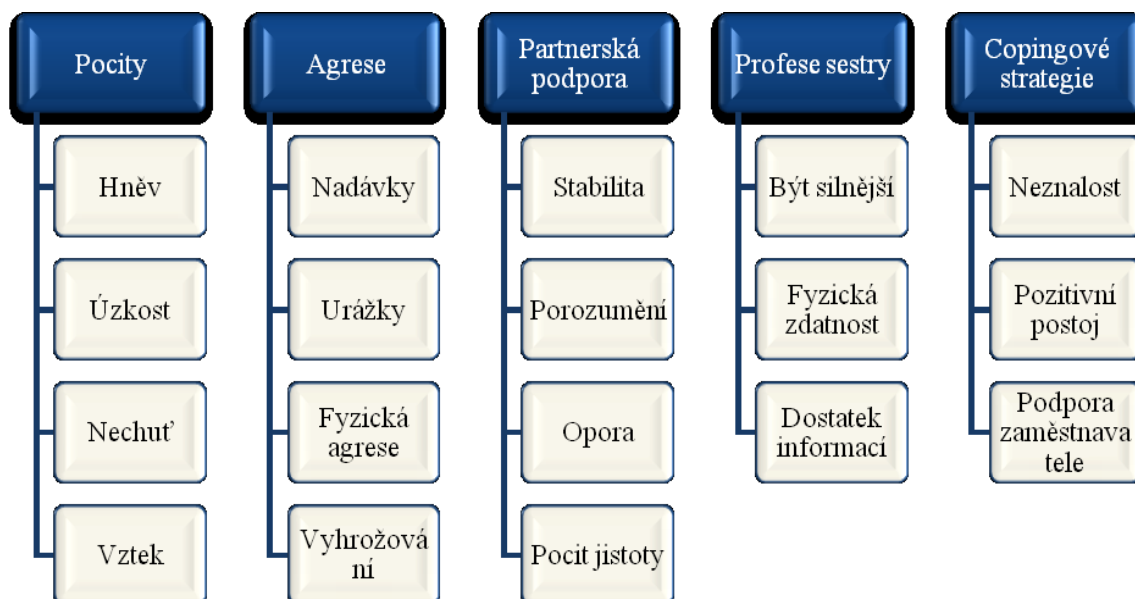 Pocity
Hněv
Úzkost
Nechuť
Vztek
Agrese
Nadávky
Urážky
Fyzická
agrese
Vyhrožová
ní
Partnerská
podpora
Stabilita
Porozumění
Opora
Pocit jistoty
Profese sestry
Být silnější
Fyzická
zdatnost
Dostatek
informací
Copingové
strategie
Neznalost
Pozitivní
postoj
Podpora
zaměstnava
tele